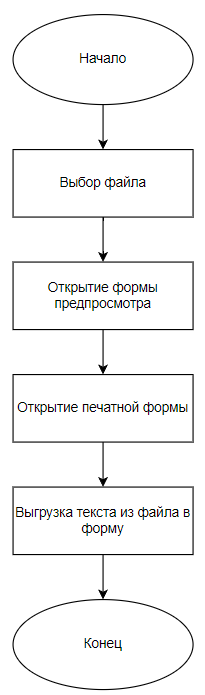 Начало
Выбор файла
Открытие формы
предпросмотра
Открытие печатной формы
Выгрузка текста из файла в
форму
Конец